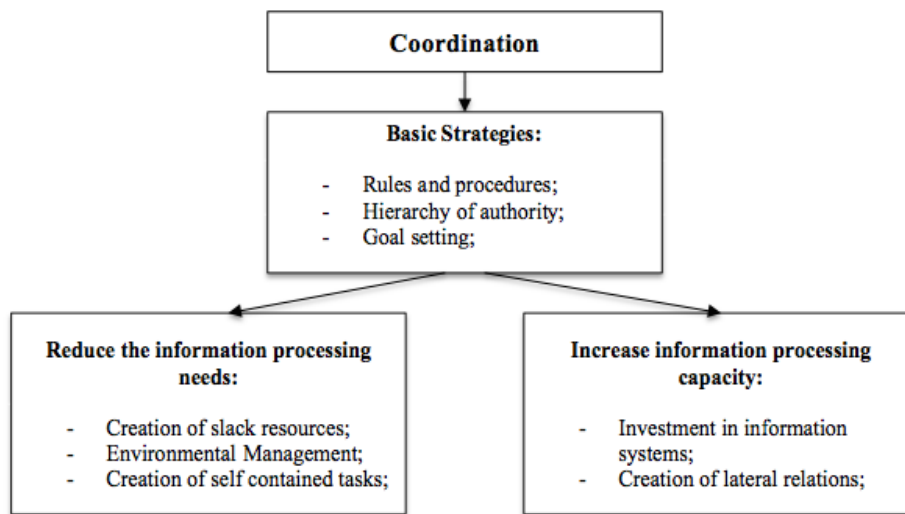 Coordination
Basic Strategies:
- Rules and procedures;
- Hierarchy of authority;
- Goal setting;
Reduce the information processing
needs:
- Creation of slack resources;
- Environmental Management;
- Creation of self contained tasks;
Increase information processing
capacity:
- Investment in information
systems;
- Creation of lateral relations;